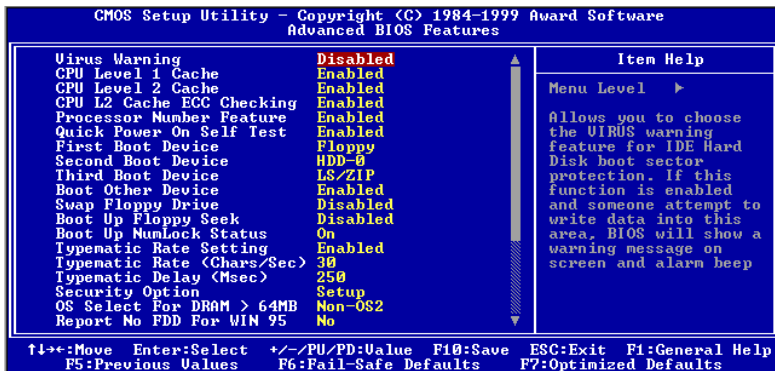 CMOS Setup Utility - Copyright (C) 1984-1999 Award Software
Advanced BIOS Features
Virus Warning Disabled
CPU Level 1 Cache Enabled
CPU Level 2 Cache Enabled
CPU L2 Cache ECC Checking Enabled
Processor Number Feature Enabled
Quick Power On Self Test Enabled
First Boot Device Floppy
Second Boot Device HDD-0
Third Boot Device LS/ZIP
Boot Other Device Enabled
Swap Floppy Drive Disabled
Boot Up Floppy Seek Disabled
Boot Up NumLock Status On
Typematic Rate Setting Enabled
Typematic Rate (Chars/Sec) 30
Typematic Delay (Msec) 250
Security Option Setup
OS Select For DRAM > 64MB Non-OS2
Report No FDD For WIN 95 No
Item Help
Menu Level ▶
Allows you to choose
the VIRUS warning
feature for IDE Hard
Disk boot sector
protection. If this
function is enabled
and someone attempt to
write data into this
area, BIOS will show a
warning message on
screen and alarm beep
↑↓→←:Move Enter:Select +/-/PU/PD:Value F10:Save ESC:Exit F1:General Help
F5:Previous Values F6:Fail-Safe Defaults F7:Optimized Defaults